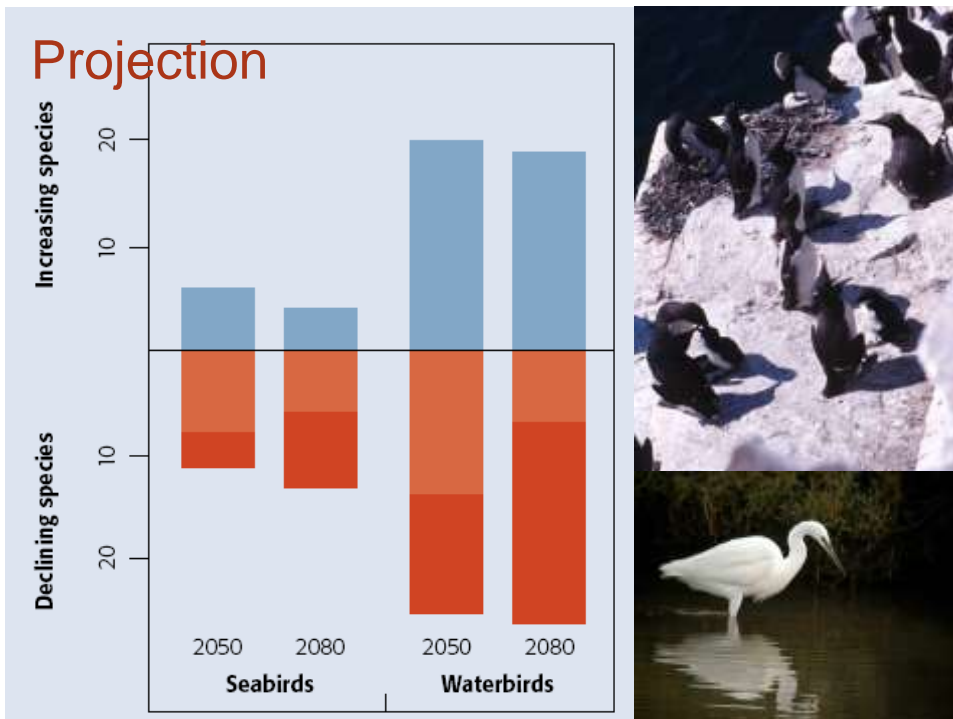 Projection
Increasing species
20
10
Declining species
10
20
2050 2080 2050 2080
Seabirds Waterbirds